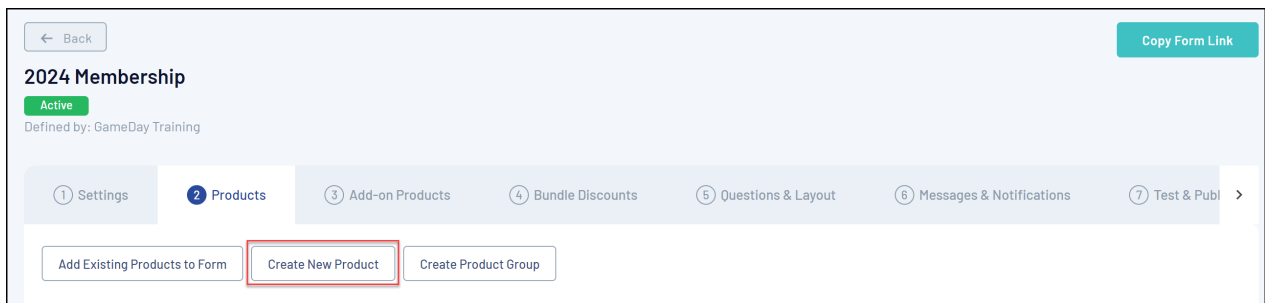 ← Back
Copy Form Link
2024 Membership
Active
Defined by: GameDay Training
1 Settings 2 Products 3 Add-on Products 4 Bundle Discounts 5 Questions & Layout 6 Messages & Notifications 7 Test & Publ >
Add Existing Products to Form Create New Product Create Product Group